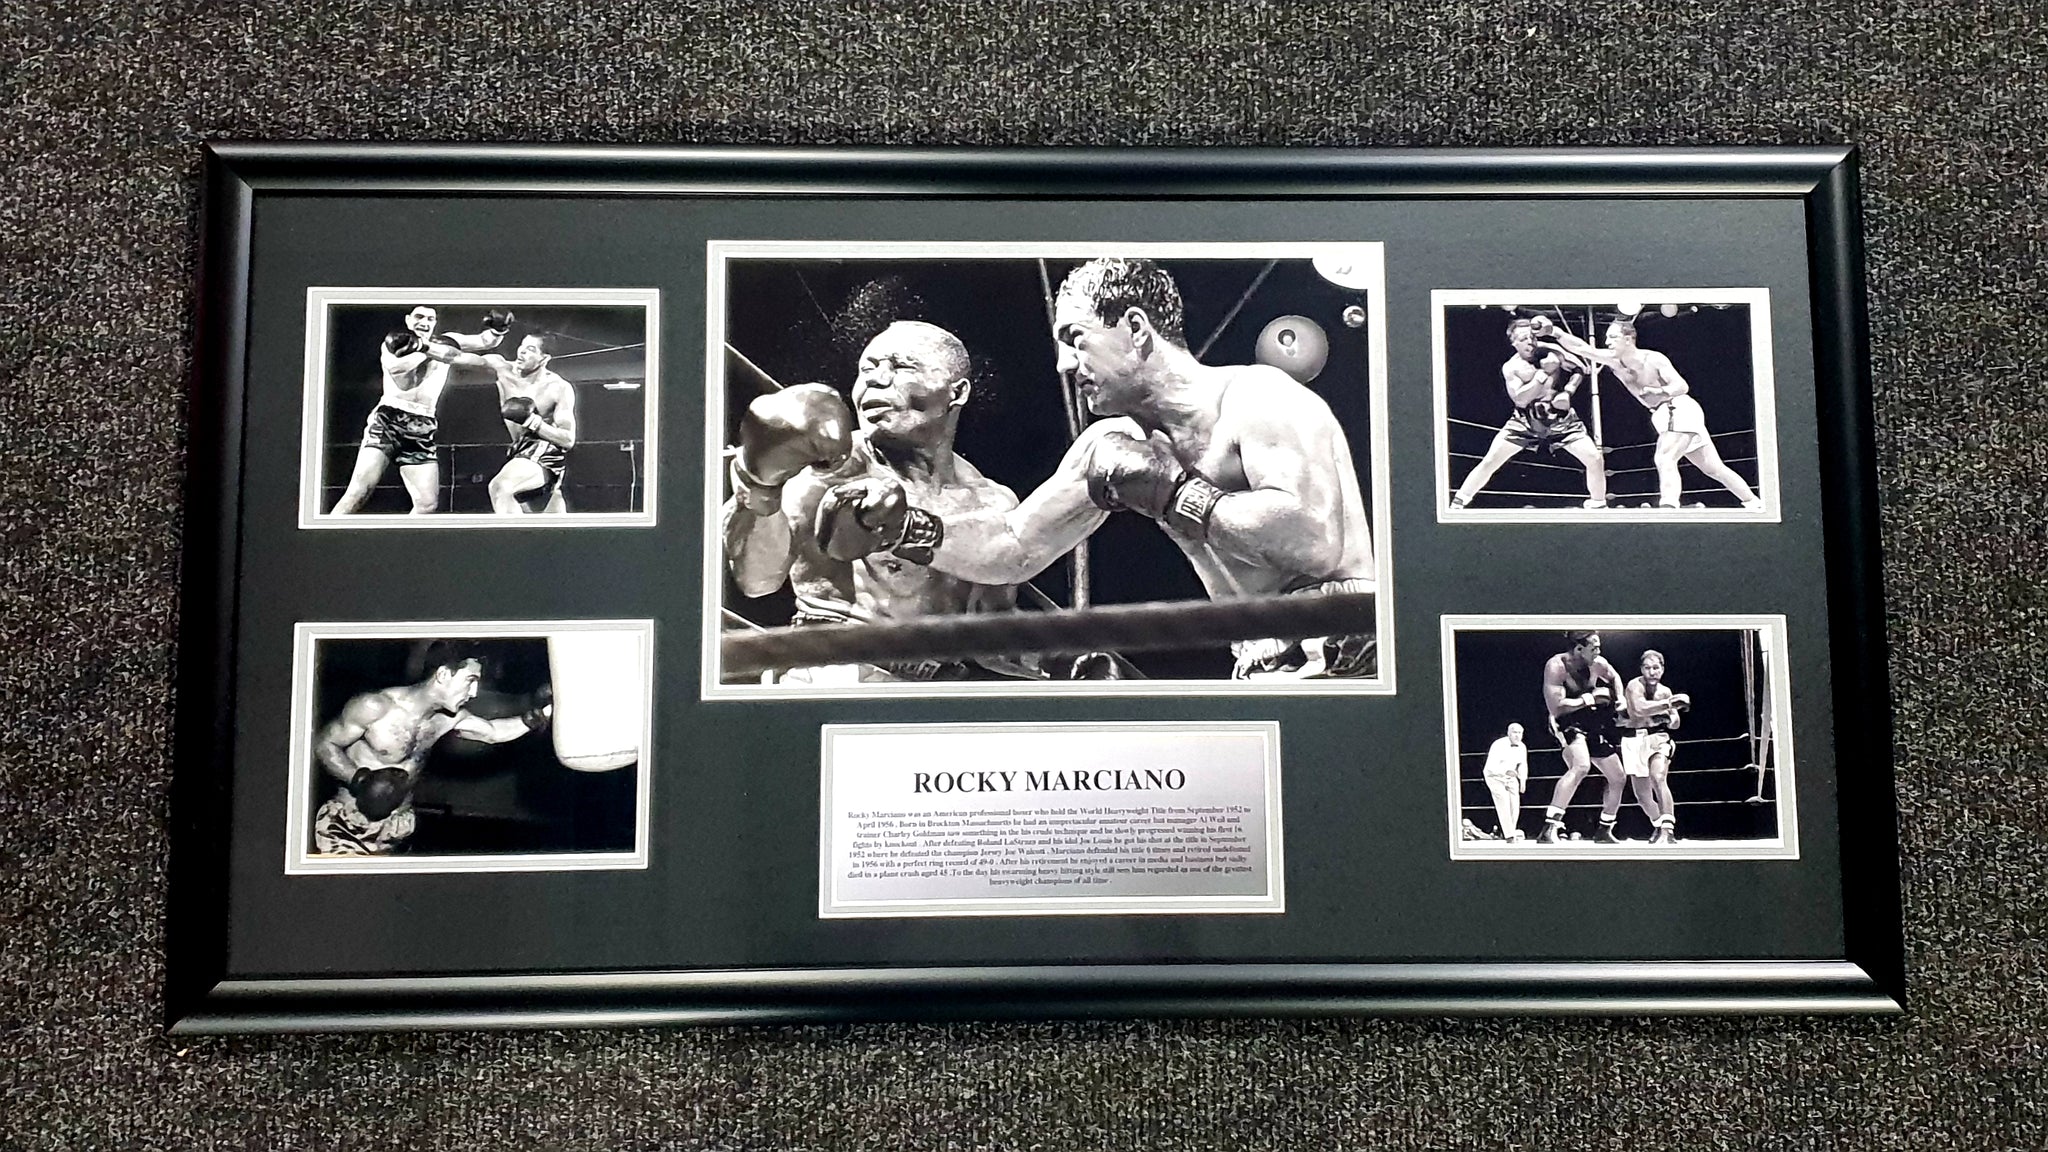 ROCKY MARCIANO
Rocky Marciano was an American professional boxer who held the World Heavyweight Title from September 1952 to
April 1956 . Born in Brockton Massachusetts he had an unspectacular career but manager Al Weil and
trainer Charley Goldman saw something in the his crude technique and he slowly progressed winning his first 16
fights by knockout . After defeating Roland LaStraza and his idol Joe Louis he got his shot at the title in September
1952 where he defeated the champion Jersey Joe Walcott . Marciano defended his title 6 times and retired undefeated
in 1956 with a perfect ring record of 49-0 . After his retirement he enjoyed a career in media and business but sadly
died in a plane crash aged 45 .To the day his swarming heavy hitting style still sees him regarded as one of the greatest
heavyweight champions of all time .